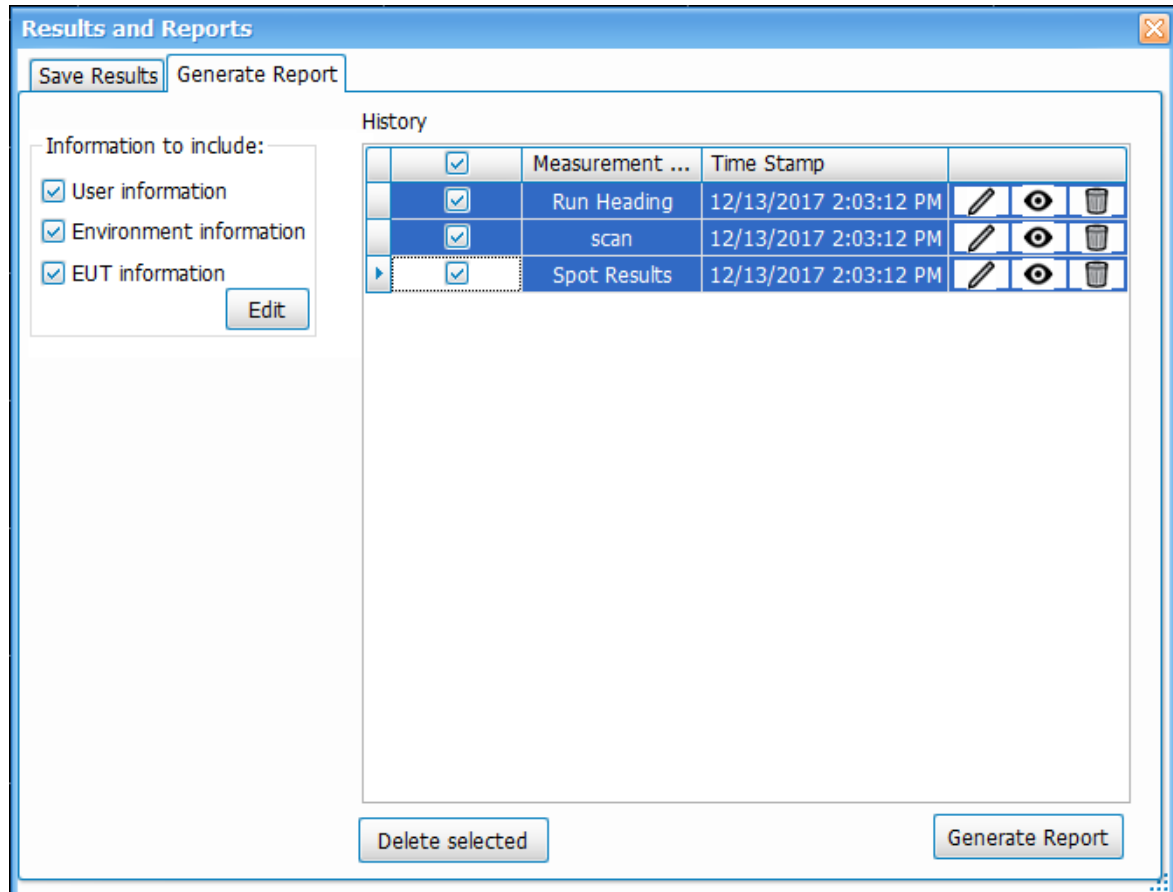 Results and Reports
Save Results Generate Report
History
Information to include:
Measurement ... Time Stamp
User information
Run Heading 12/13/2017 2:03:12 PM
Environment information
scan 12/13/2017 2:03:12 PM
EUT information
Spot Results 12/13/2017 2:03:12 PM
Edit
Delete selected
Generate Report